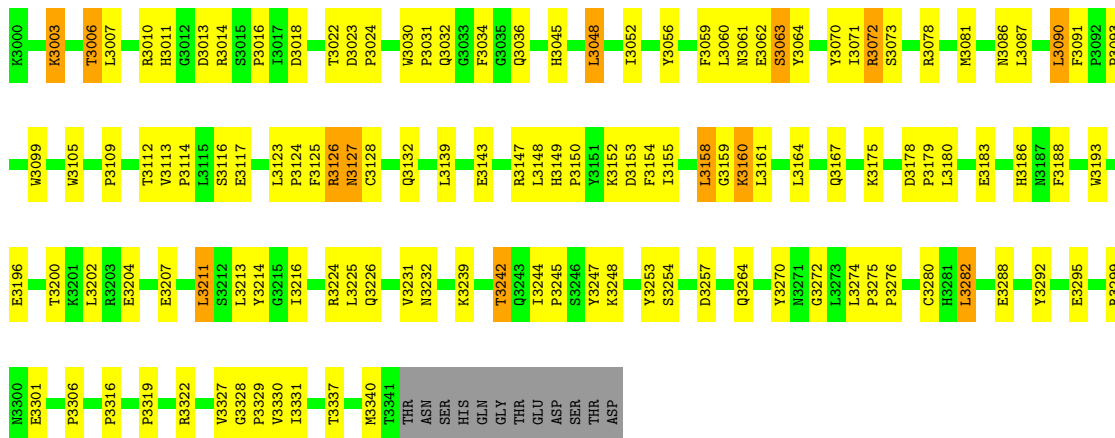 K3000 K3003 T3006 L3007 R3010 H3011 G3012 D3013 R3014 S3015 P3016 I3017 D3018 T3022 D3023 P3024 W3030 P3031 Q3032 G3033 F3034 G3035 Q3036 H3045 L3048 I3052 Y3056 F3059 L3060 N3061 E3062 S3063 Y3064 Y3070 I3071 R3072 S3073 R3078 M3081 N3086 L3087 L3090 F3091 P3092
W3099 W3105 P3109 T3112 V3113 P3114 L3115 S3116 E3117 L3123 P3124 F3125 R3126 N3127 C3128 Q3132 L3139 E3143 R3147 L3148 H3149 P3150 Y3151 K3152 D3153 F3154 I3155 L3158 G3159 K3160 L3161 L3164 Q3167 K3175 D3178 P3179 L3180 E3183 H3186 N3187 F3188 W3193
E3196 T3200 K3201 L3202 R3203 E3204 E3207 L3211 S3212 L3213 Y3214 G3215 I3216 R3224 L3225 Q3226 V3231 N3232 K3239 T3242 Q3243 I3244 P3245 S3246 Y3247 K3248 Y3253 S3254 D3257 Q3264 Y3270 N3271 G3272 L3273 L3274 P3275 P3276 C3280 H3281 L3282 E3288 Y3292 E3295
N3300 E3301 P3306 P3316 P3319 R3322 V3327 G3328 P3329 V3330 I3331 T3337 M3340 T3341 THR ASN SER HIS GLN GLY THR GLU ASP SER THR ASP